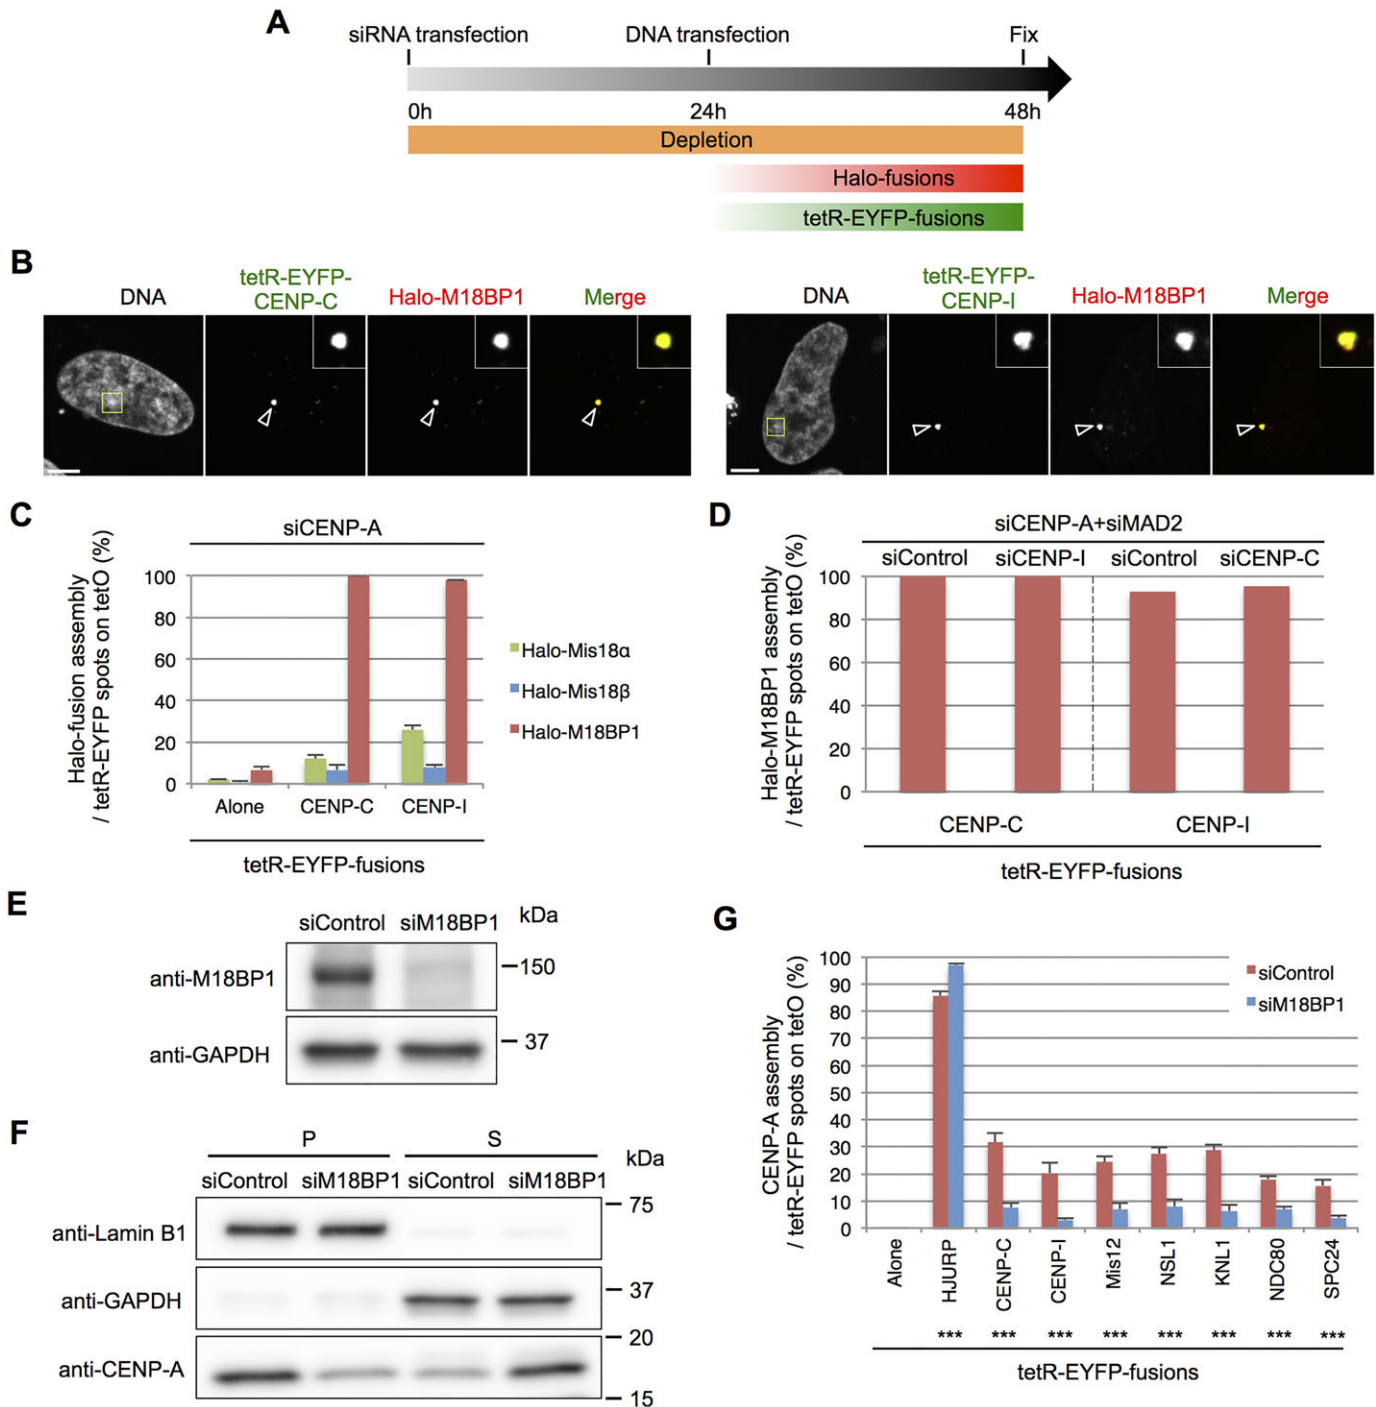 A
siRNA transfection
DNA transfection
Fix
0h
24h
48h
Depletion
Halo-fusions
tetR-EYFP-fusions
B
DNA
tetR-EYFP-
CENP-C
Halo-M18BP1
Merge
DNA
tetR-EYFP-
CENP-I
Halo-M18BP1
Merge
C
siCENP-A
Halo-fusion assembly
/ tetR-EYFP spots on tetO (%)
100
80
60
40
20
0
Alone
CENP-C
CENP-I
tetR-EYFP-fusions
Halo-Mis18α
Halo-Mis18β
Halo-M18BP1
D
siCENP-A+siMAD2
siControl
siCENP-I
siControl
siCENP-C
Halo-M18BP1 assembly
/ tetR-EYFP spots on tetO (%)
100
80
60
40
20
0
CENP-C
CENP-I
tetR-EYFP-fusions
E
siControl
siM18BP1
kDa
anti-M18BP1
150
anti-GAPDH
37
F
P
S
kDa
siControl
siM18BP1
siControl
siM18BP1
75
anti-Lamin B1
37
anti-GAPDH
20
anti-CENP-A
15
G
CENP-A assembly
/ tetR-EYFP spots on tetO (%)
100
90
80
70
60
50
40
30
20
10
0
siControl
siM18BP1
Alone
HJURP
CENP-C
CENP-I
Mis12
NSL1
KNL1
NDC80
SPC24
*** *** *** *** *** *** *** ***
tetR-EYFP-fusions